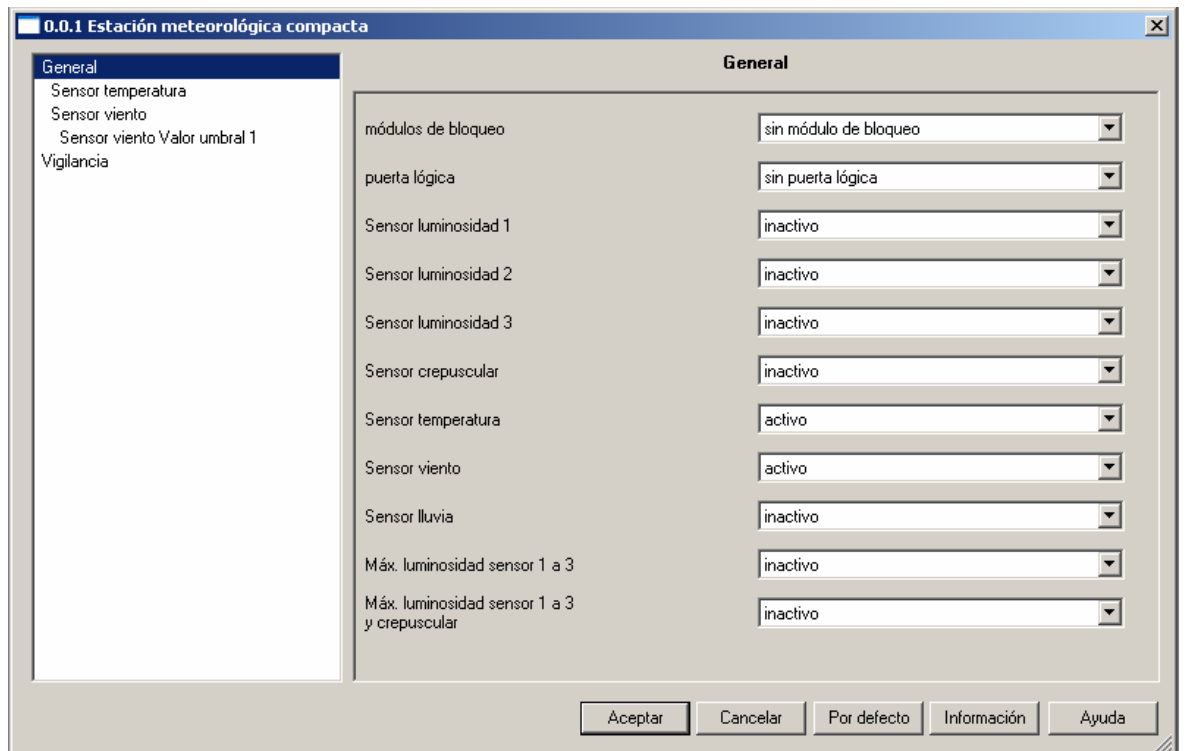 0.0.1 Estación meteorológica compacta
General
Sensor temperatura
Sensor viento
Sensor viento Valor umbral 1
Vigilancia
General
módulos de bloqueo
sin módulo de bloqueo
puerta lógica
sin puerta lógica
Sensor luminosidad 1
inactivo
Sensor luminosidad 2
inactivo
Sensor luminosidad 3
inactivo
Sensor crepuscular
inactivo
Sensor temperatura
activo
Sensor viento
activo
Sensor lluvia
inactivo
Máx. luminosidad sensor 1 a 3
inactivo
Máx. luminosidad sensor 1 a 3
y crepuscular
inactivo
Aceptar
Cancelar
Por defecto
Información
Ayuda